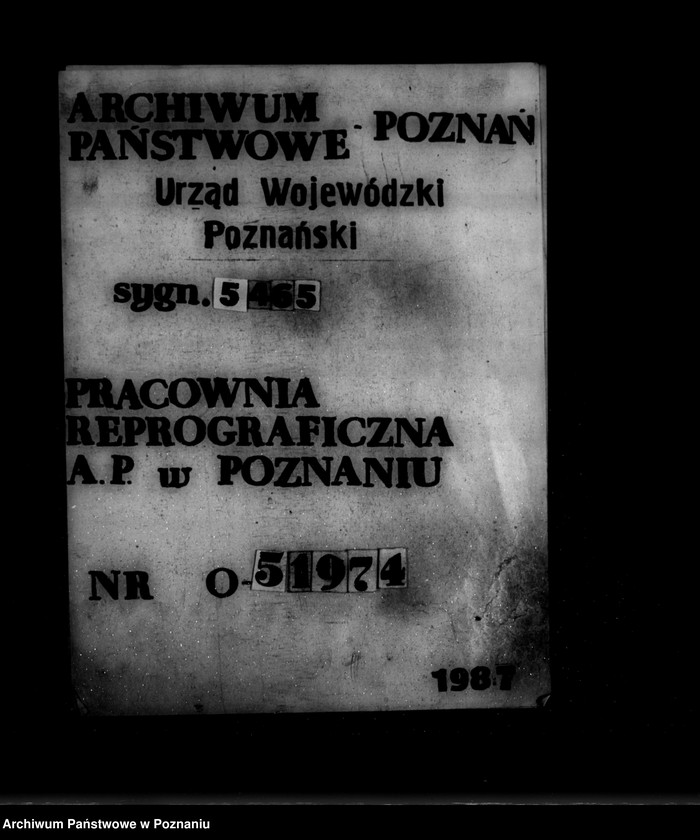 ARCHIWUM
PAŃSTWOWE - POZNAŃ
Urząd Wojewódzki
Poznański
sygn. 5465
PRACOWNIA
REPROGRAFICZNA
A.P. w POZNANIU
NR O-51974
1987
Archiwum Państwowe w Poznaniu